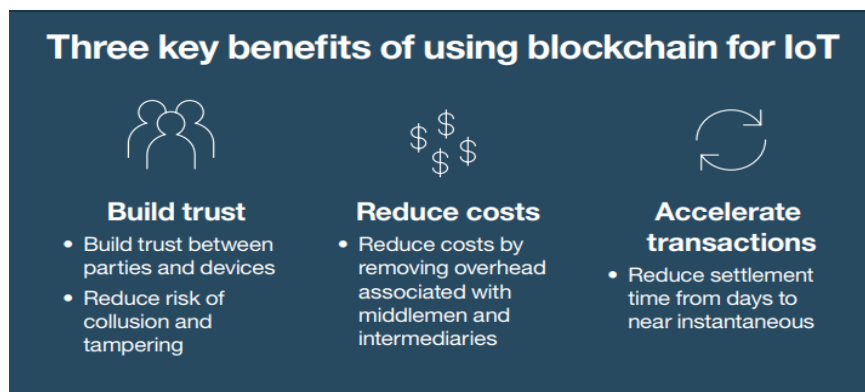 Three key benefits of using blockchain for IoT
Build trust
• Build trust between
parties and devices
• Reduce risk of
collusion and
tampering
Reduce costs
• Reduce costs by
removing overhead
associated with
middlemen and
intermediaries
Accelerate
transactions
• Reduce settlement
time from days to
near instantaneous